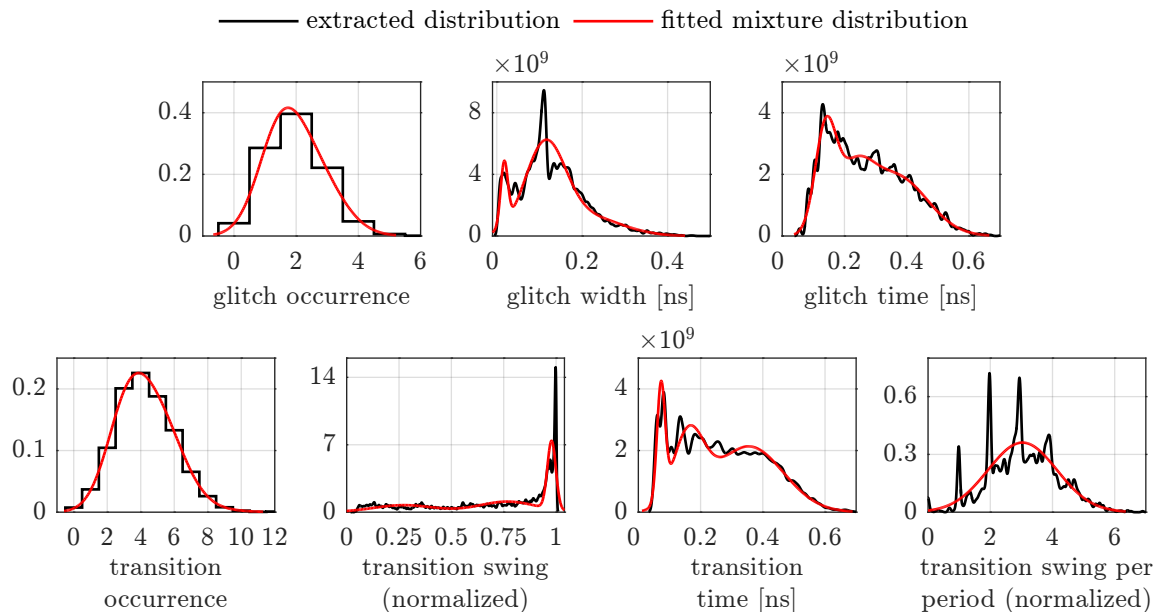 extracted distribution fitted mixture distribution
×10^9 ×10^9
0.4 8 4
0.2 4 2
0 0 0
0 2 4 6 0 0.2 0.4 0 0.2 0.4 0.6
glitch occurrence glitch width [ns] glitch time [ns]
×10^9
0.2 14 4 0.6
0.1 7 2 0.3
0 0 0 0
0 2 4 6 8 10 12 0 0.25 0.5 0.75 1 0 0.2 0.4 0.6 0 2 4 6
transition transition swing transition transition swing per
occurrence (normalized) time [ns] period (normalized)